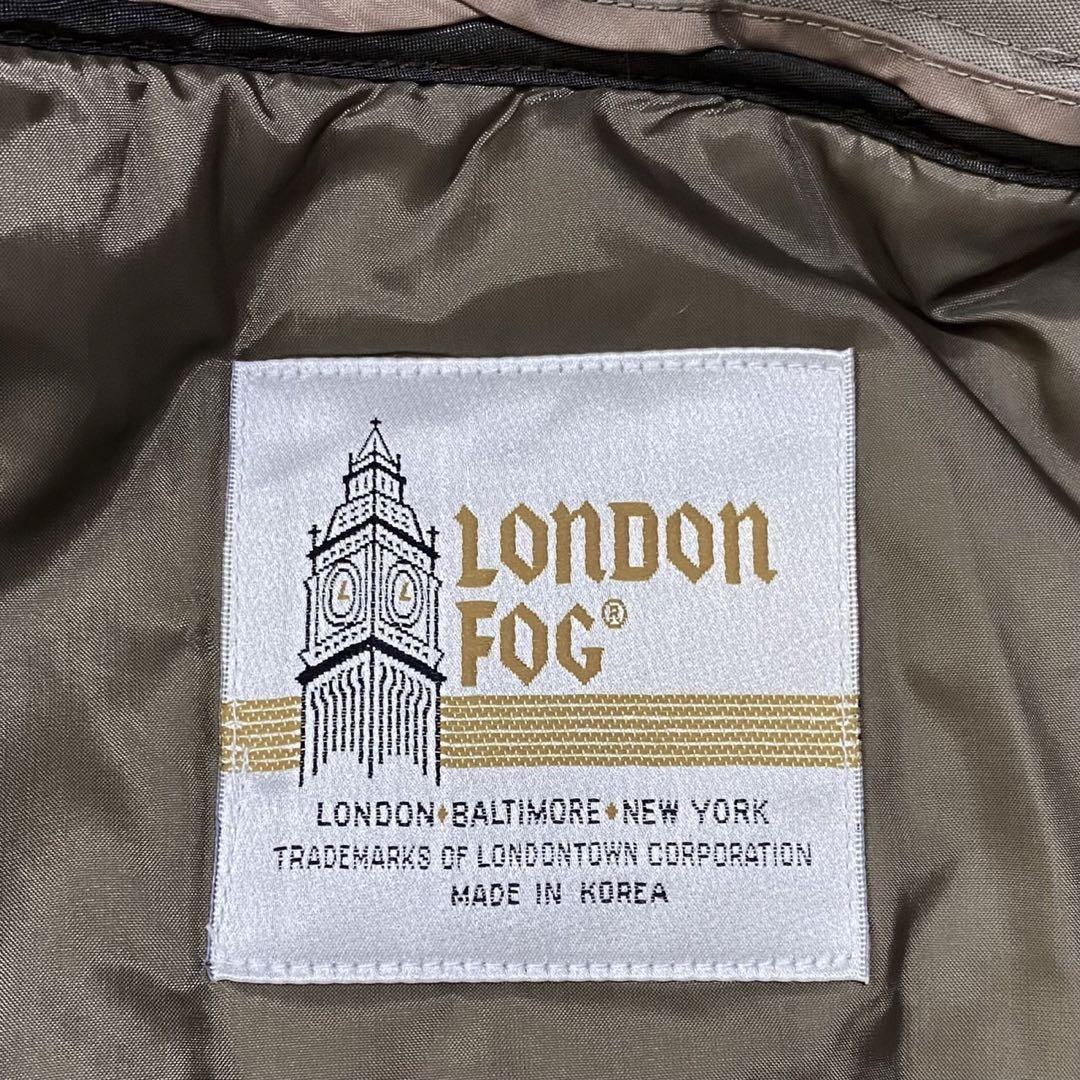 L L
LONDON
FOG®
LONDON♦BALTIMORE♦NEW YORK
TRADEMARKS OF LONDONTOWN CORPORATION
MADE IN KOREA